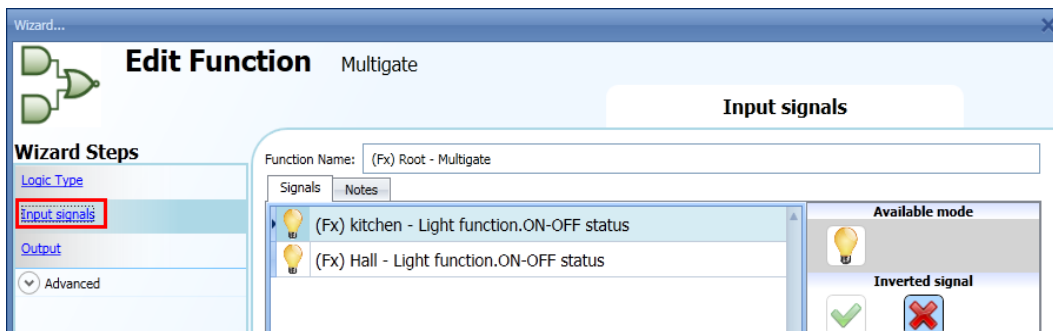 Wizard...
Edit Function Multigate
Input signals
Wizard Steps
Function Name: (Fx) Root - Multigate
Logic Type
Signals Notes
Input signals
(Fx) kitchen - Light function.ON-OFF status
Available mode
Output
(Fx) Hall - Light function.ON-OFF status
Advanced
Inverted signal